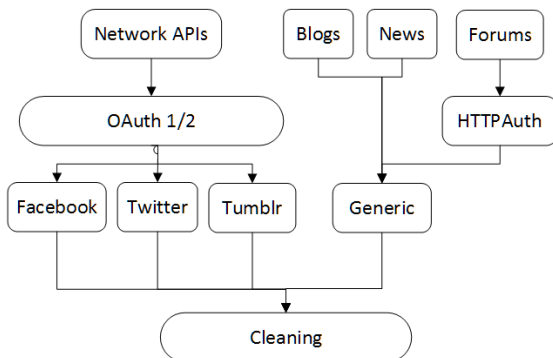 Network APIs
Blogs
News
Forums
OAuth 1/2
HTTPAuth
Facebook
Twitter
Tumblr
Generic
Cleaning